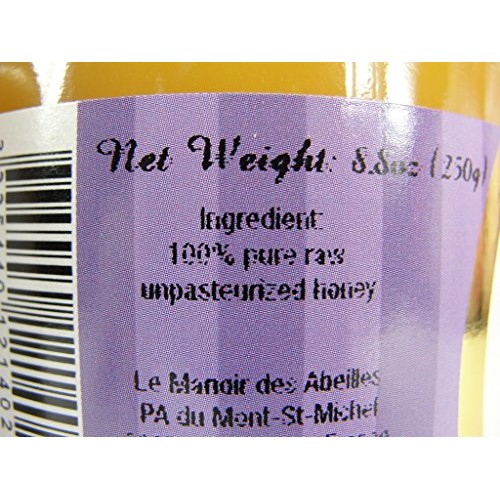 Net Weight: 8.8oz (250g)
Ingredient:
100% pure raw
unpasteurized honey
Le Manoir des Abeilles
PA du Mont-St-Michel